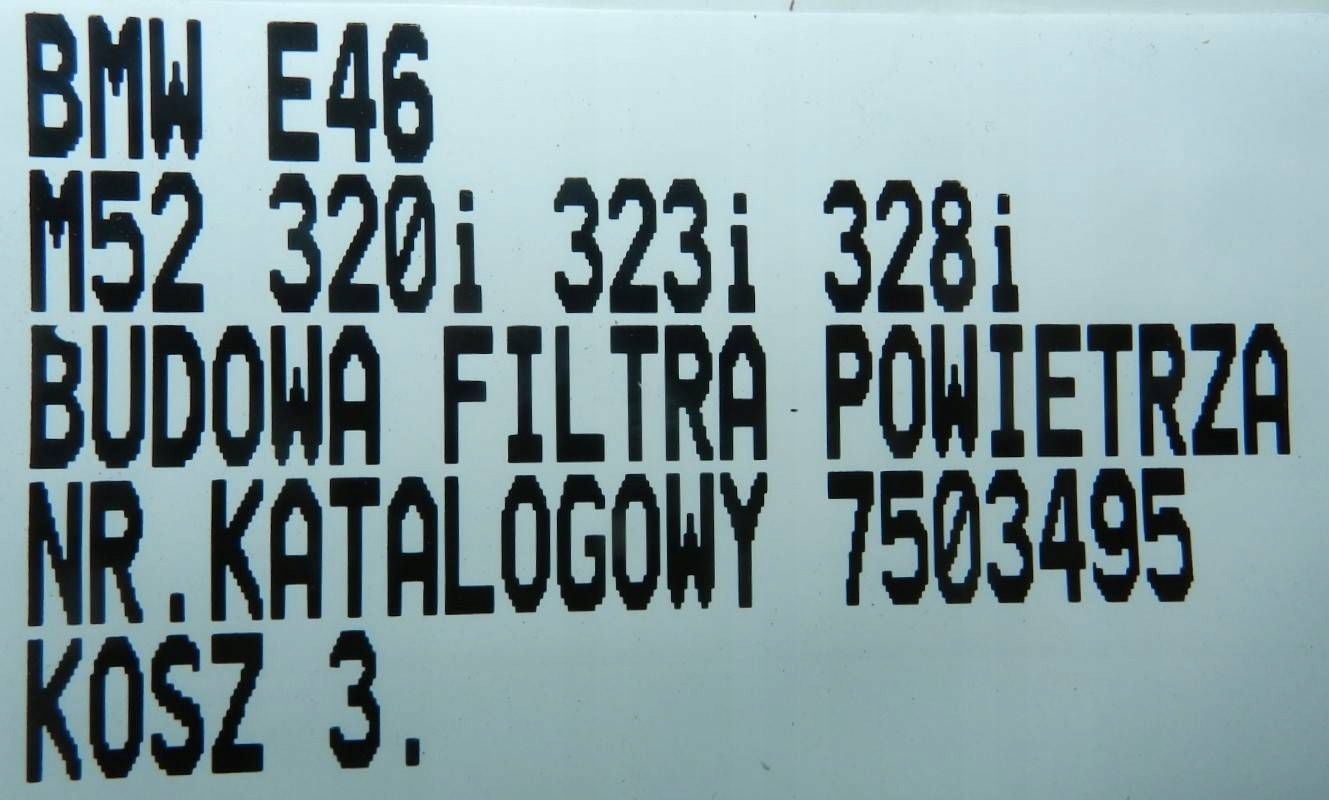 BMW E46
M52 320i 323i 328i
BUDOWA FILTRA POWIETRZA
NR.KATALOGOWY 7503495
KOSZ 3.